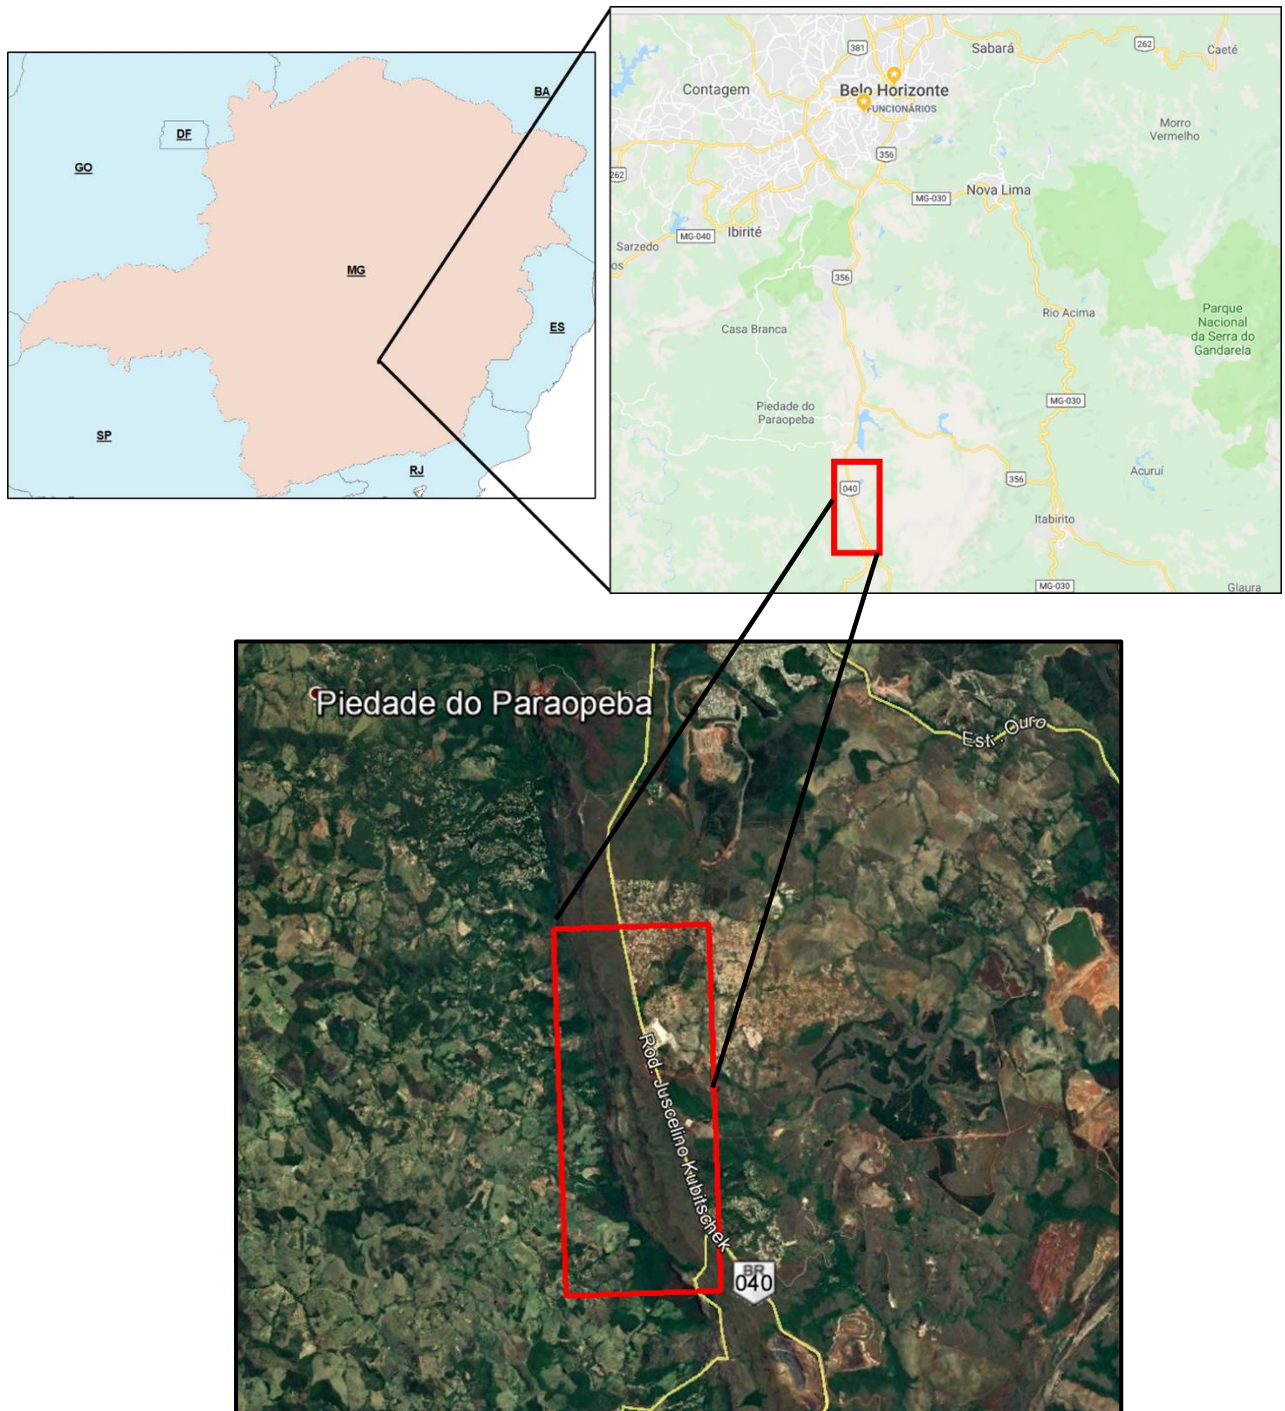 BA
DF
GO
MG
ES
SP
RJ
381
Sabará
262
Caeté
Contagem
Belo Horizonte
FUNCIONÁRIOS
Morro
Vermelho
356
262
MG-030
Nova Lima
MG-040
Ibirité
Sarzedo
os
356
Parque
Nacional
da Serra do
Gandarela
Rio Acima
Casa Branca
MG-030
Piedade do
Paraopeba
356
Acuruí
040
Itabirito
MG-030
Glaura
Piedade do Paraopeba
Estr. Ouro
Rod. Juscelino Kubitschek
BR
040